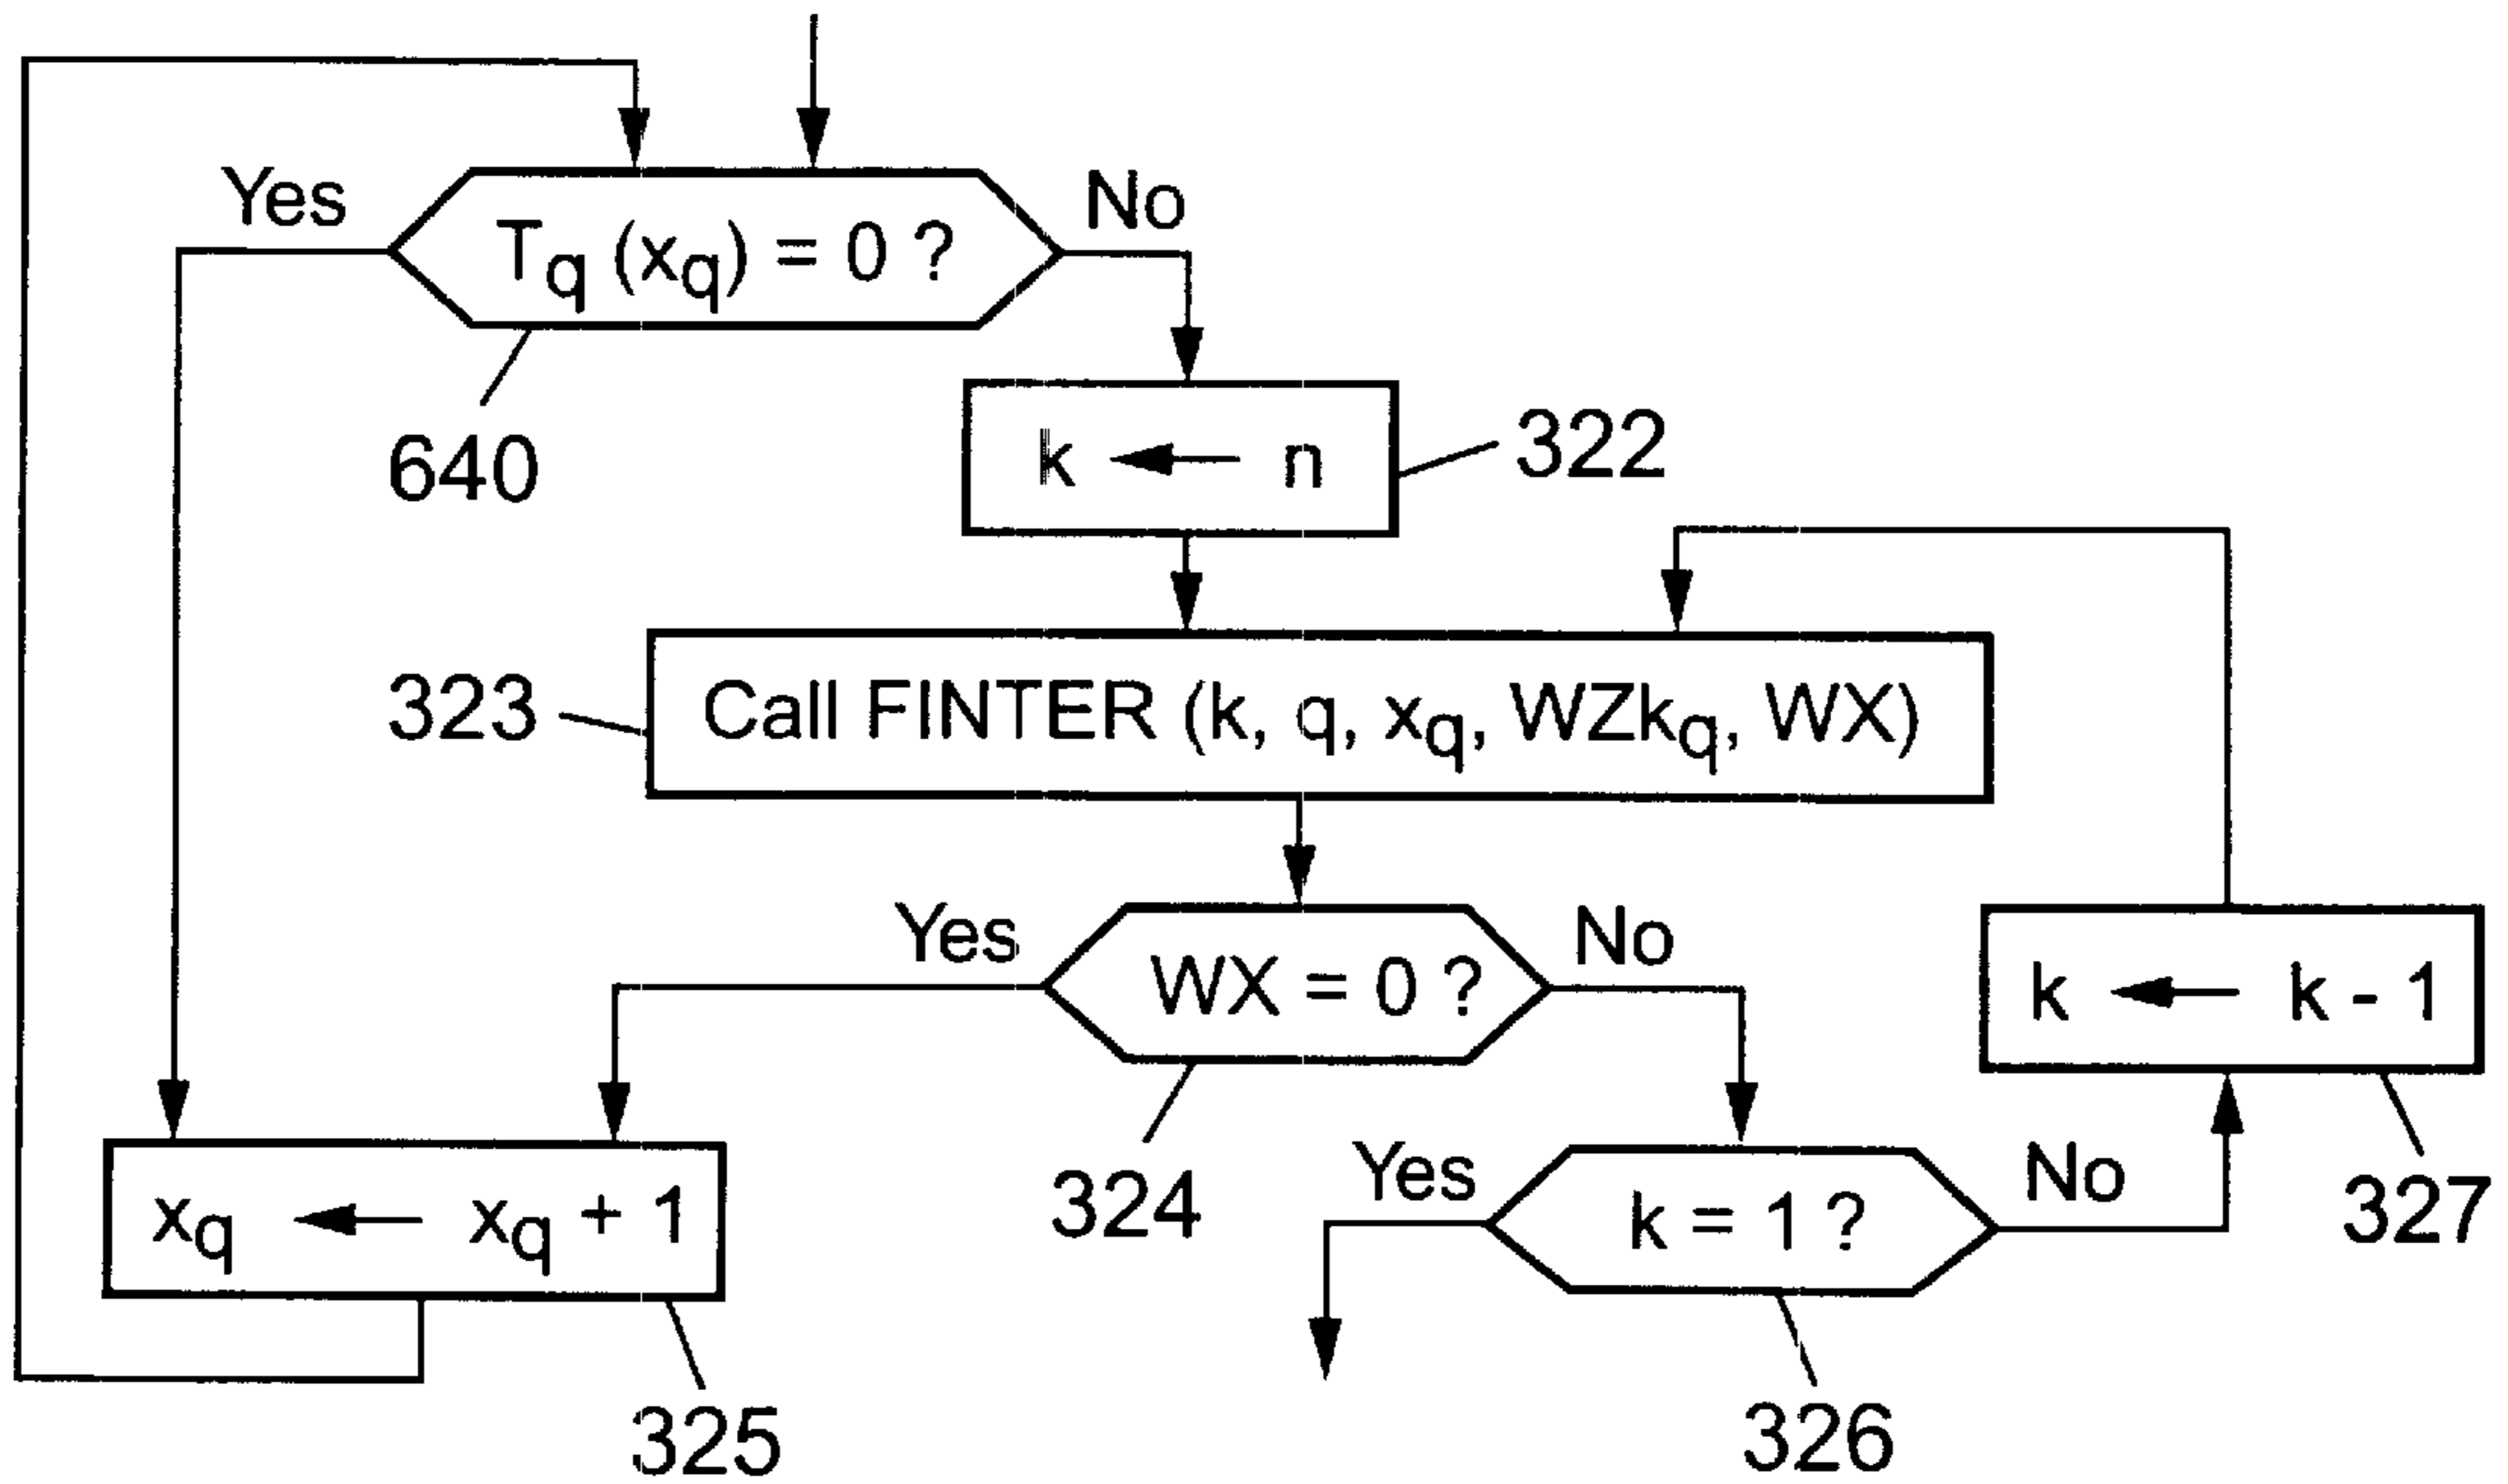 Yes
No
Tq (xq) = 0 ?
640
k ← n
322
323
Call FINTER (k, q, xq, WZkq, WX)
Yes
No
WX = 0 ?
k ← k - 1
324
Yes
No
327
xq ← xq + 1
k = 1 ?
325
326